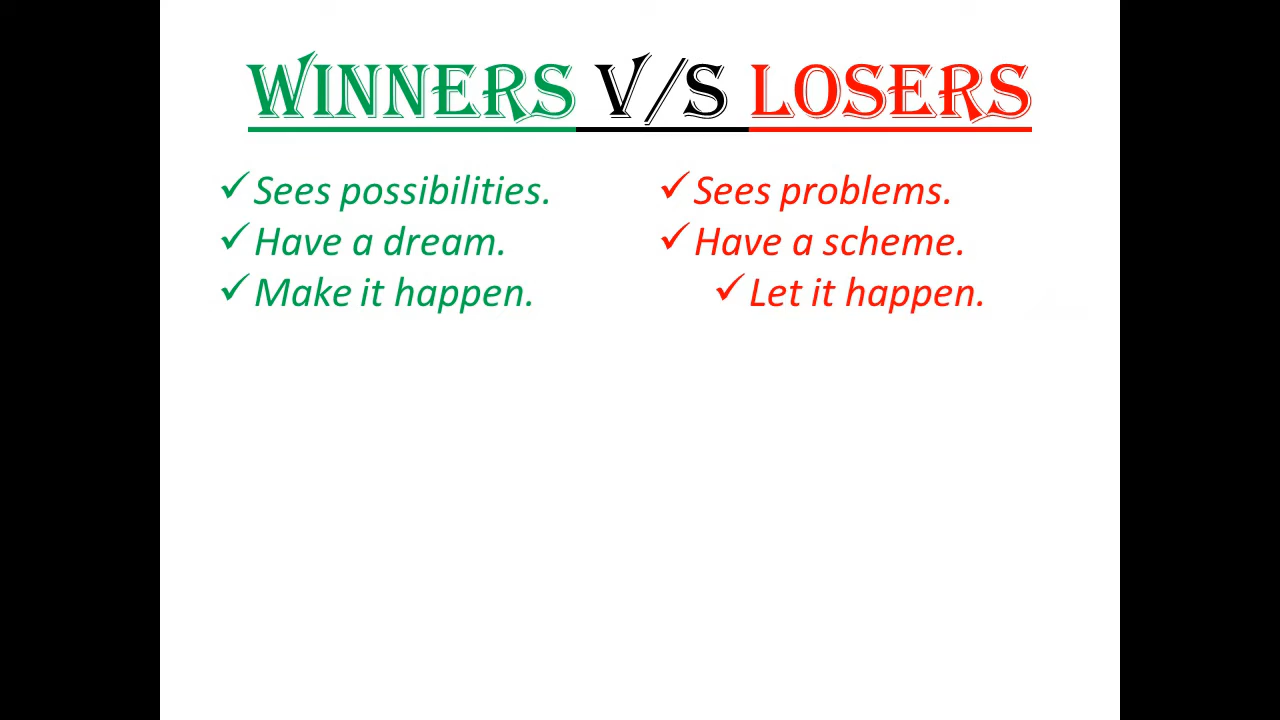 WINNERS V/S LOSERS
✓ Sees possibilities.
✓ Have a dream.
✓ Make it happen.
✓ Sees problems.
✓ Have a scheme.
✓ Let it happen.